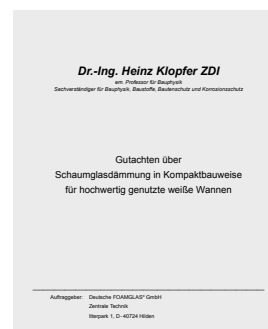 Dr.-Ing. Heinz Klopfer ZDI
em. Professor für Bauphysik
Sachverständiger für Bauphysik, Baustoffe, Bautenschutz und Korrosionsschutz
Gutachten über
Schaumglasdämmung in Kompaktbauweise
für hochwertig genutzte weiße Wannen
Auftraggeber: Deutsche FOAMGLAS® GmbH
Zentrale Technik
Itterpark 1, D-40724 Hilden